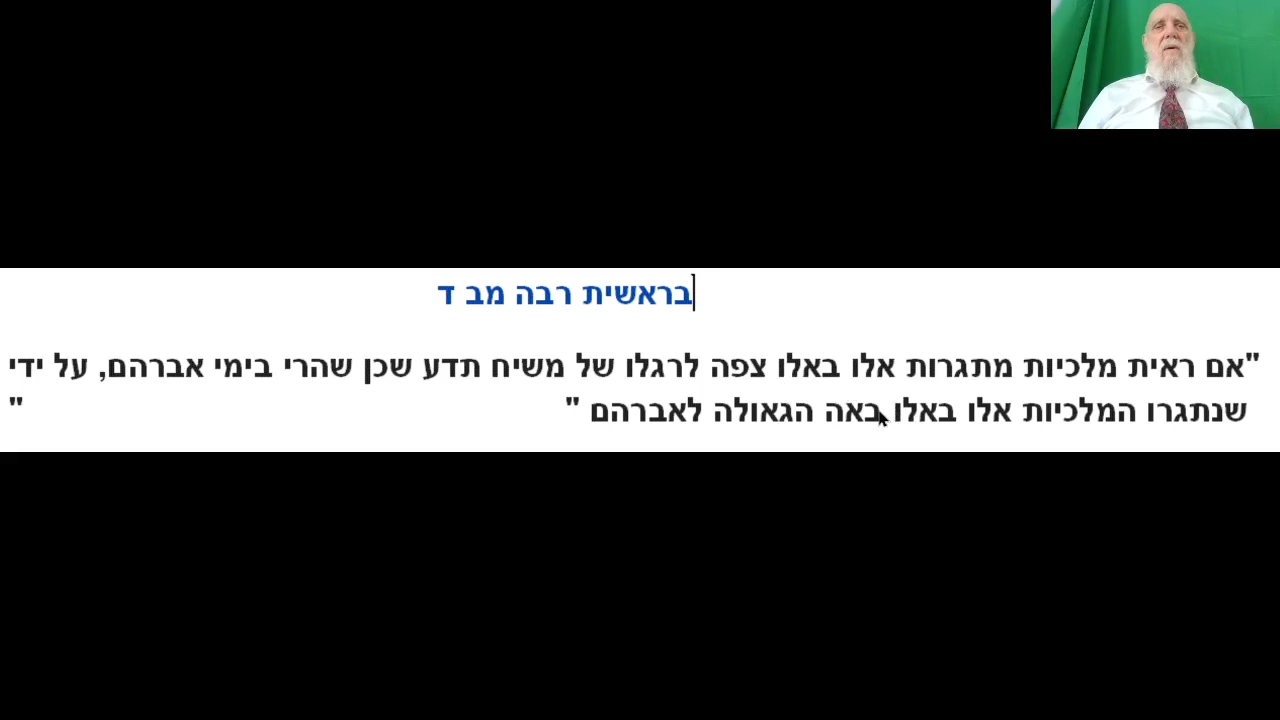 בראשית רבה מב ד
"אם ראית מלכיות מתגרות אלו באלו צפה לרגלו של משיח תדע שכן שהרי בימי אברהם, על ידי
שנתגרו המלכיות אלו באלו באה הגאולה לאברהם " "